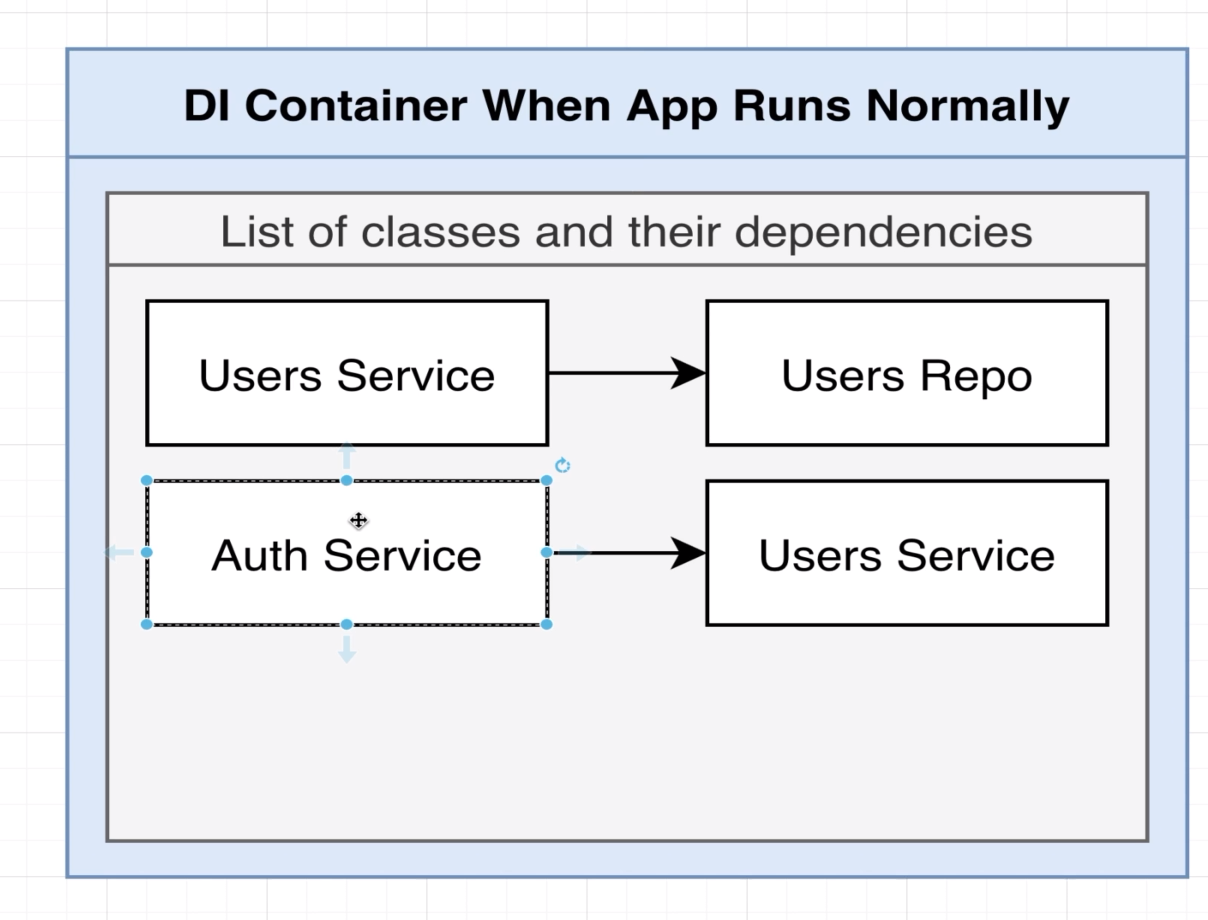 DI Container When App Runs Normally
List of classes and their dependencies
Users Service
Users Repo
Auth Service
Users Service